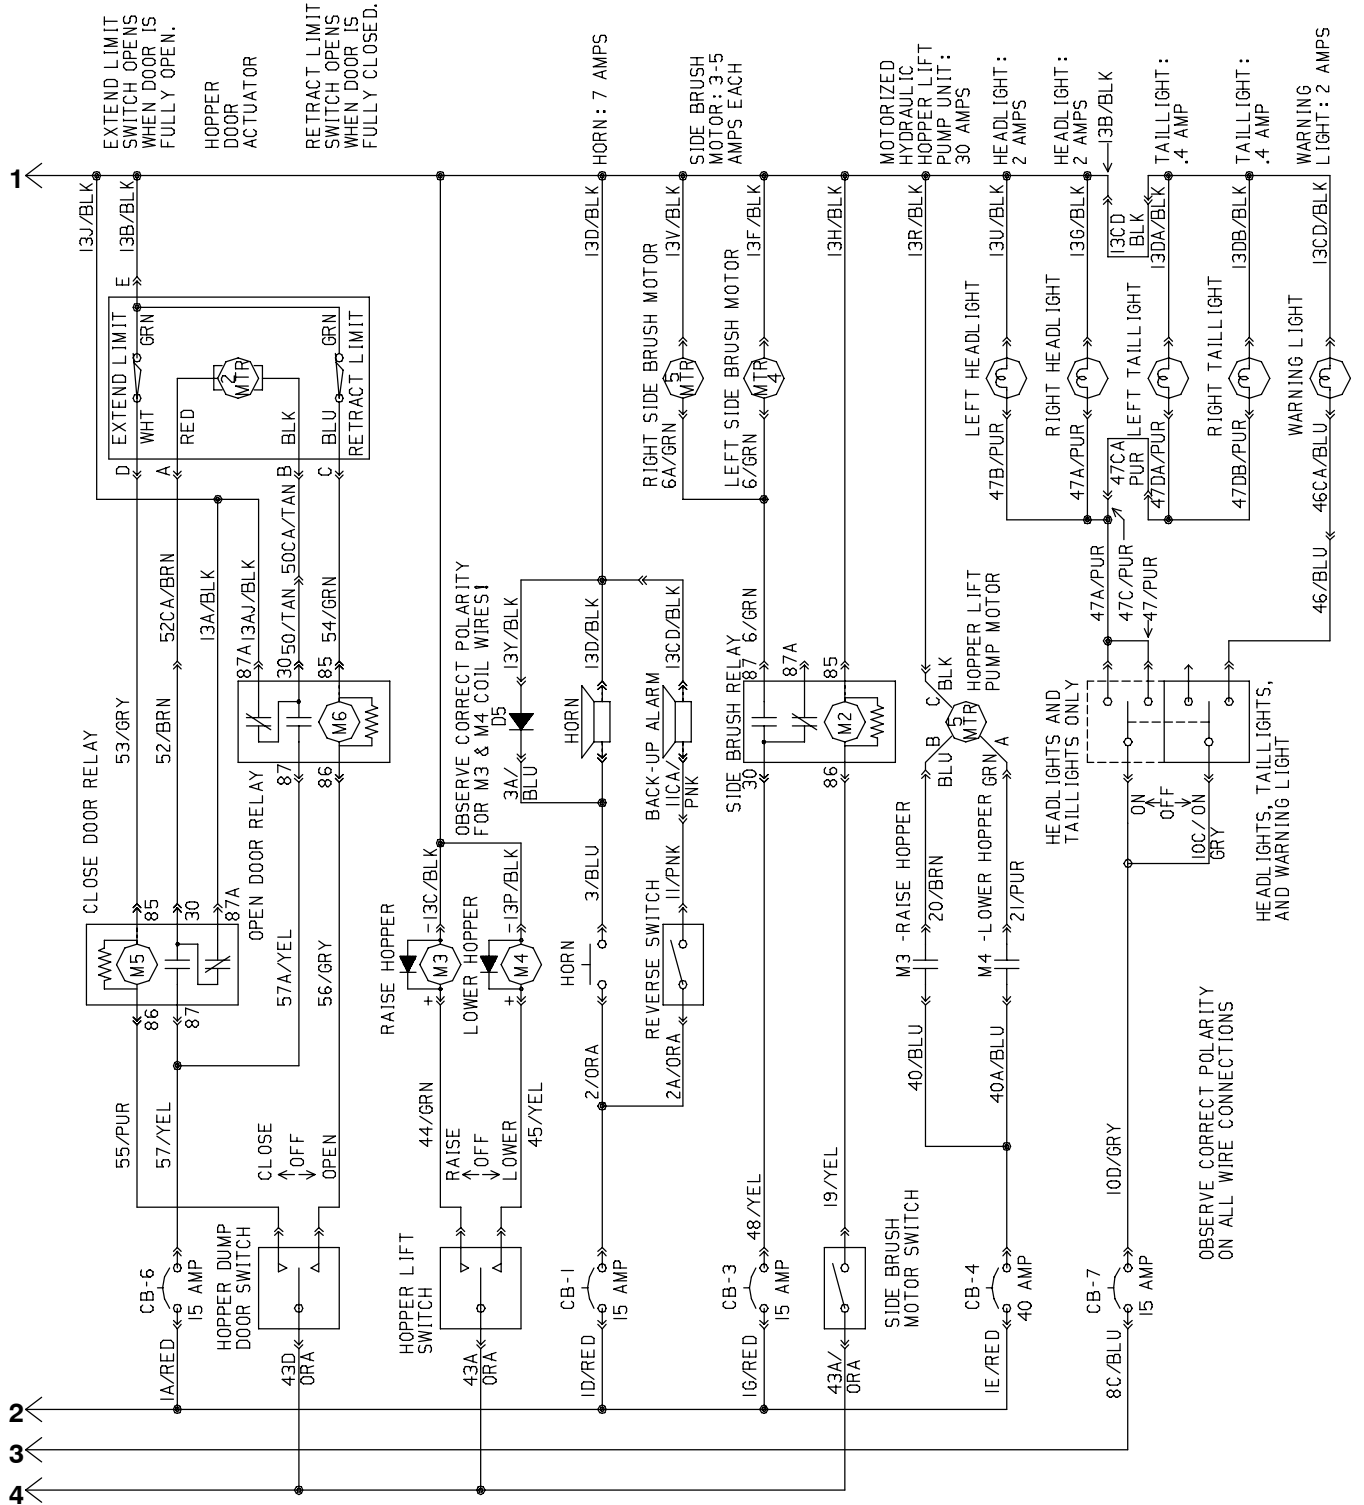 EXTEND LIMIT
SWITCH OPENS
WHEN DOOR IS
FULLY OPEN.
HOPPER
DOOR
ACTUATOR
RETRACT LIMIT
SWITCH OPENS
WHEN DOOR IS
FULLY CLOSED.
HORN: 7 AMPS
SIDE BRUSH
MOTOR: 3-5
AMPS EACH
MOTORIZED
HYDRAULIC
HOPPER LIFT
PUMP UNIT:
30 AMPS
HEADLIGHT:
2 AMPS
HEADLIGHT:
2 AMPS
13B/BLK
TAILLIGHT:
.4 AMP
TAILLIGHT:
.4 AMP
WARNING
LIGHT: 2 AMPS
1
13J/BLK
13B/BLK
13D/BLK
13V/BLK
13F/BLK
13H/BLK
13R/BLK
13U/BLK
13G/BLK
13CD
BLK
13DA/BLK
13DB/BLK
13CD/BLK
E
EXTEND LIMIT
GRN
WHT
RED
2
MTR
BLK
BLU
GRN
RETRACT LIMIT
D
A
B
C
RIGHT SIDE BRUSH MOTOR
6A/GRN
5
MTR
LEFT SIDE BRUSH MOTOR
6/GRN
MTR
4
LEFT HEADLIGHT
47B/PUR
RIGHT HEADLIGHT
47A/PUR
47CA
PUR
LEFT TAILLIGHT
47DA/PUR
RIGHT TAILLIGHT
47DB/PUR
WARNING LIGHT
46CA/BLU
53/GRY
52CA/BRN
52/BRN
13A/BLK
13AJ/BLK
50CA/TAN
50/TAN
54/GRN
87A
30
85
M6
87
86
OPEN DOOR RELAY
OBSERVE CORRECT POLARITY
FOR M3 & M4 COIL WIRES!
13Y/BLK
D5
3A/
BLU
13D/BLK
HORN
13CD/BLK
BACK-UP ALARM
11CA/
PNK
6/GRN
SIDE BRUSH RELAY
87
87A
85
M2
30
86
C
BLK
B
BLU
5
MTR
A
GRN
HOPPER LIFT
PUMP MOTOR
47A/PUR
47C/PUR
47/PUR
46/BLU
HEADLIGHTS AND
TAILLIGHTS ONLY
ON
OFF
ON
10C/
GRY
HEADLIGHTS, TAILLIGHTS,
AND WARNING LIGHT
CLOSE DOOR RELAY
85
30
87A
M5
86
87
57A/YEL
56/GRY
RAISE HOPPER
13C/BLK
-
M3
+
LOWER HOPPER
13P/BLK
-
M4
+
3/BLU
HORN
11/PNK
REVERSE SWITCH
M3 -RAISE HOPPER
20/BRN
M4 -LOWER HOPPER
21/PUR
40/BLU
40A/BLU
55/PUR
57/YEL
CLOSE
OFF
OPEN
44/GRN
RAISE
OFF
LOWER
45/YEL
2/ORA
2A/ORA
48/YEL
19/YEL
10D/GRY
OBSERVE CORRECT POLARITY
ON ALL WIRE CONNECTIONS
CB-6
15 AMP
HOPPER DUMP
DOOR SWITCH
HOPPER LIFT
SWITCH
CB-1
15 AMP
CB-3
15 AMP
SIDE BRUSH
MOTOR SWITCH
CB-4
40 AMP
CB-7
15 AMP
1A/RED
43D
ORA
43A
ORA
1D/RED
1G/RED
43A/
ORA
1E/RED
8C/BLU
2
3
4